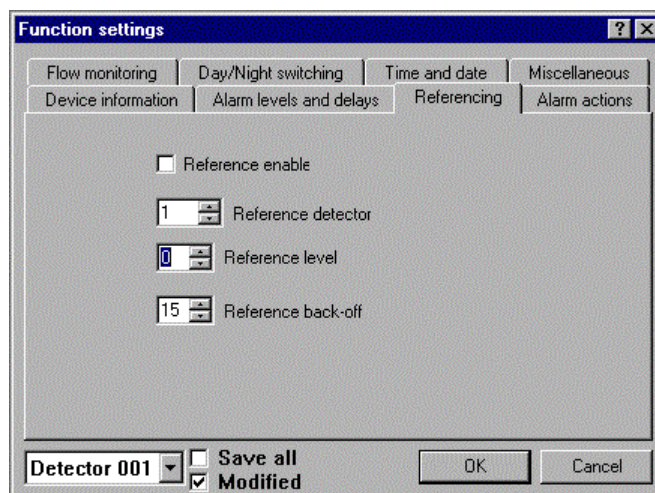 Function settings
Flow monitoring Day/Night switching Time and date Miscellaneous
Device information Alarm levels and delays Referencing Alarm actions
Reference enable
1 Reference detector
0 Reference level
15 Reference back-off
Detector 001 Save all OK Cancel
Modified